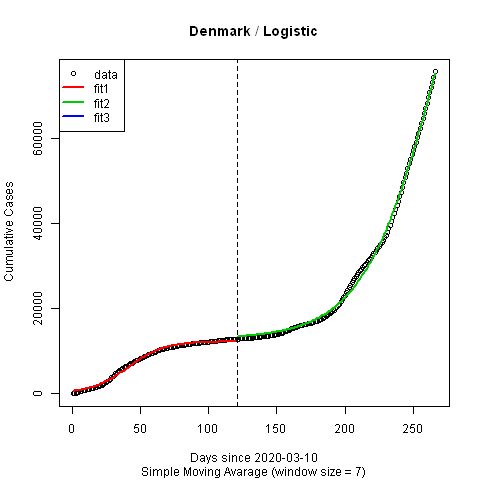 Denmark / Logistic
data
fit1
fit2
fit3
Cumulative Cases
0
20000
40000
60000
0 50 100 150 200 250
Days since 2020-03-10
Simple Moving Avarage (window size = 7)